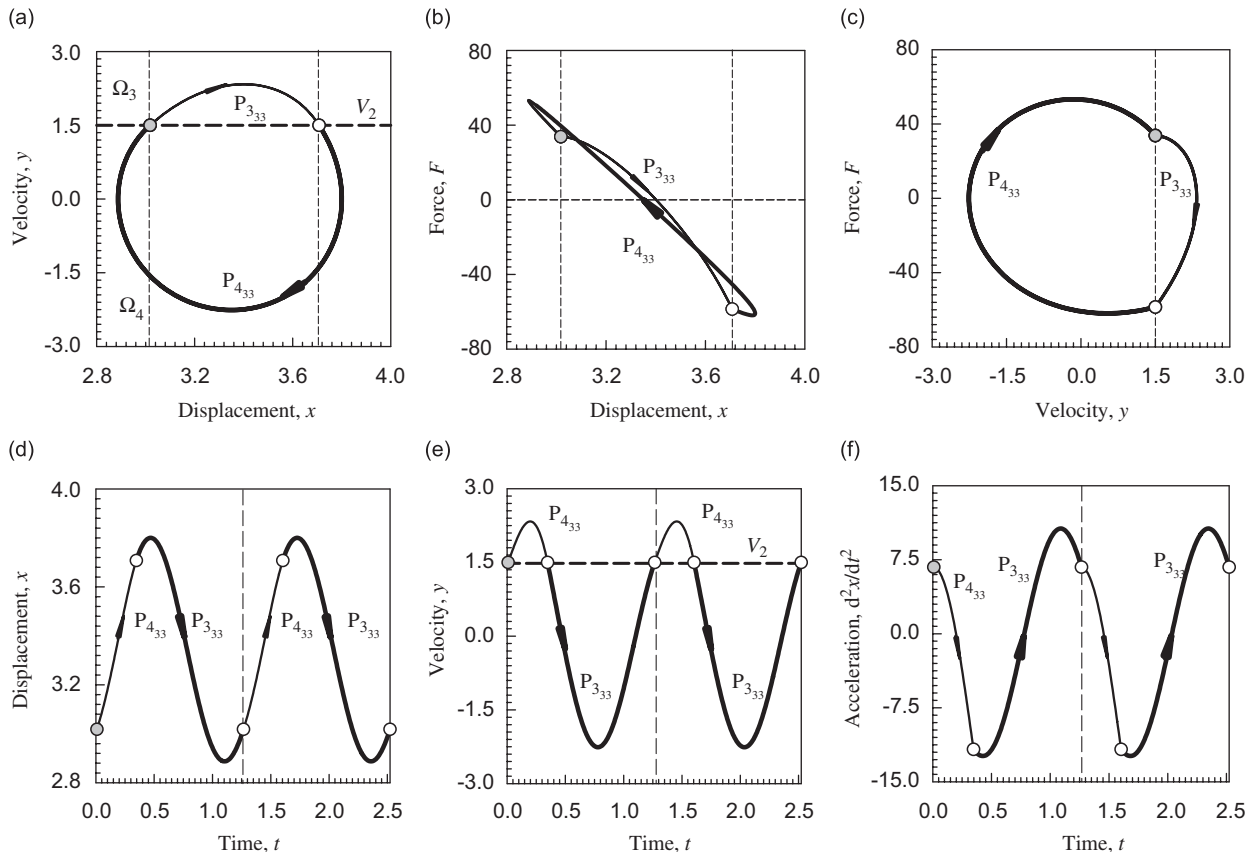 (a)
3.0
1.5
0.0
-1.5
-3.0
Velocity, y
Ω3
P333
V2
P433
Ω4
2.8 3.2 3.6 4.0
Displacement, x
(b)
80
40
0
-40
-80
Force, F
P333
P433
2.8 3.2 3.6 4.0
Displacement, x
(c)
80
40
0
-40
-80
Force, F
P433
P333
-3.0 -1.5 0.0 1.5 3.0
Velocity, y
(d)
4.0
3.6
3.2
2.8
Displacement, x
P433 P333 P433 P333
0.0 0.5 1.0 1.5 2.0 2.5
Time, t
(e)
3.0
1.5
0.0
-1.5
-3.0
Velocity, y
P433 P433
V2
P333 P333
0.0 0.5 1.0 1.5 2.0 2.5
Time, t
(f)
15.0
7.5
0.0
-7.5
-15.0
Acceleration, d²x/dt²
P433 P333 P333
0.0 0.5 1.0 1.5 2.0 2.5
Time, t